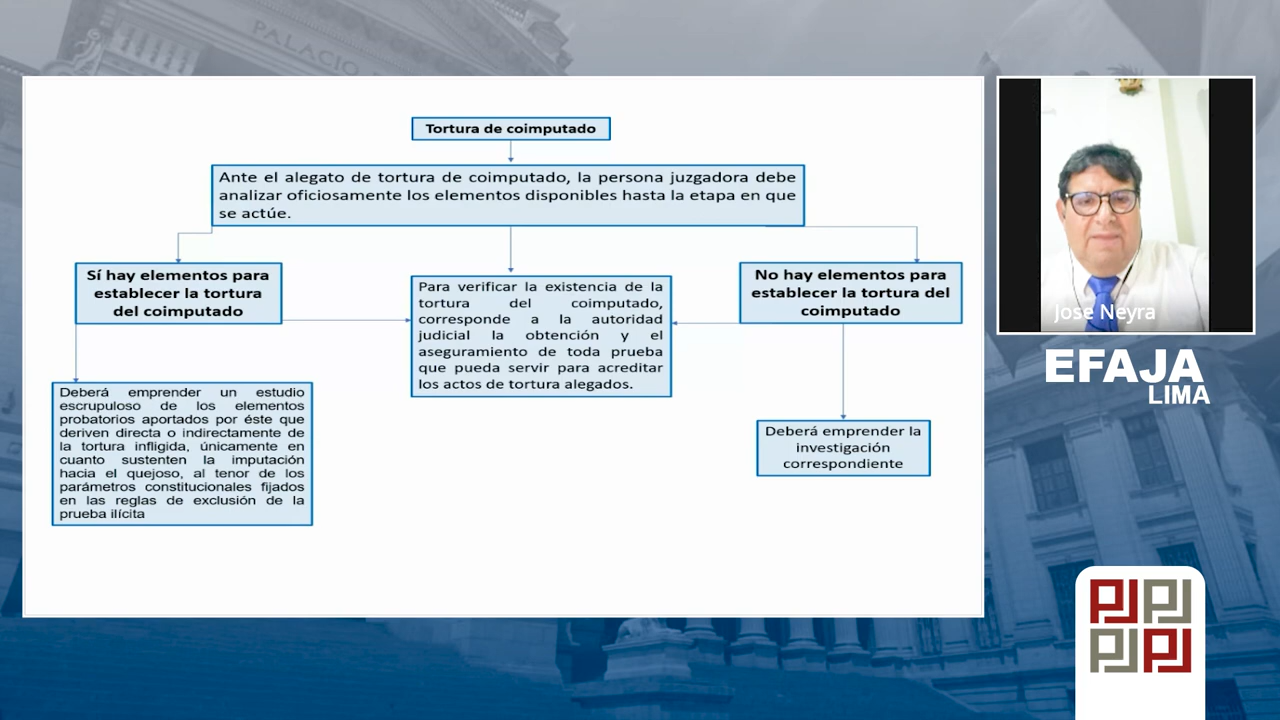 PALACIO
Tortura de coimputado
Ante el alegato de tortura de coimputado, la persona juzgadora debe
analizar oficiosamente los elementos disponibles hasta la etapa en que
se actúe.
Sí hay elementos para
establecer la tortura
del coimputado
Para verificar la existencia de la
tortura del coimputado,
corresponde a la autoridad
judicial la obtención y el
aseguramiento de toda prueba
que pueda servir para acreditar
los actos de tortura alegados.
No hay elementos para
establecer la tortura del
coimputado
Deberá emprender un estudio
escrupuloso de los elementos
probatorios aportados por éste que
deriven directa o indirectamente de
la tortura infligida, únicamente en
cuanto sustenten la imputación
hacia el quejoso, al tenor de los
parámetros constitucionales fijados
en las reglas de exclusión de la
prueba ilícita
Deberá emprender la
investigación
correspondiente
Jose Neyra
EFAJA
LIMA
PJ PJ
PJ PJ